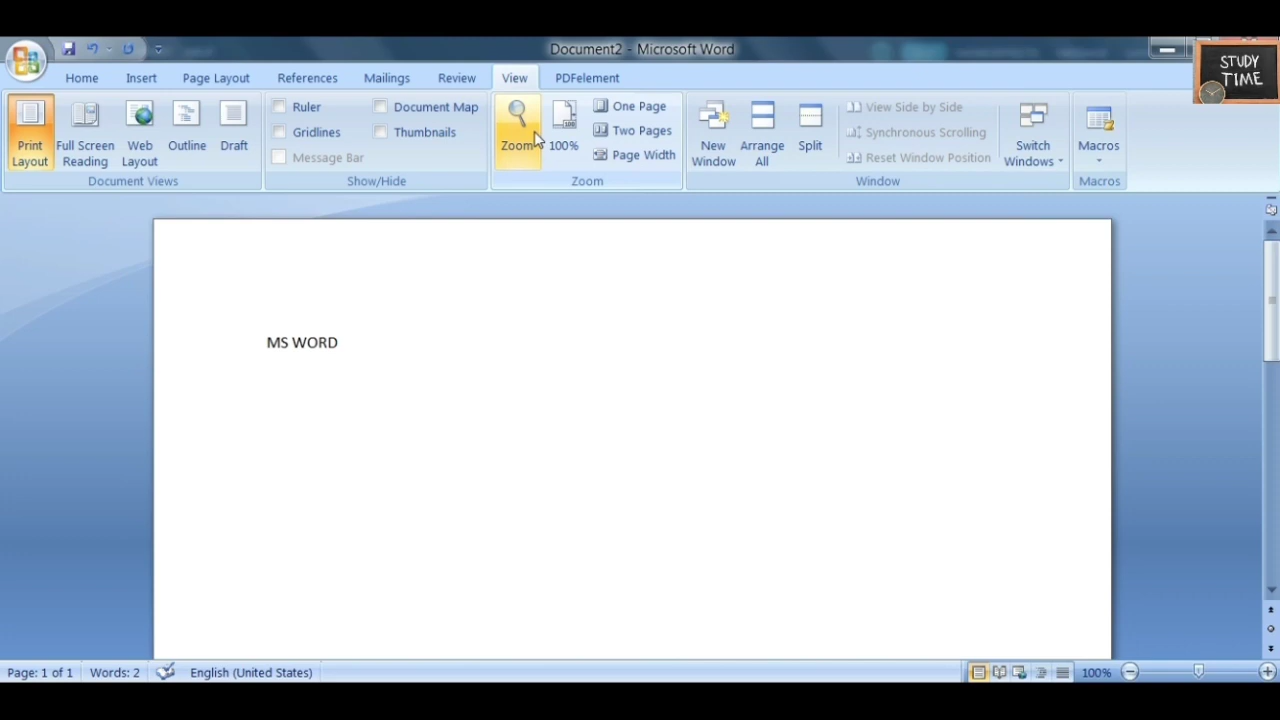 Document2 - Microsoft Word
STUDY
TIME
Home Insert Page Layout References Mailings Review View PDFelement
Print
Layout
Full Screen
Reading
Web
Layout
Outline
Draft
Document Views
Ruler
Gridlines
Message Bar
Document Map
Thumbnails
Show/Hide
Zoom
100%
One Page
Two Pages
Page Width
Zoom
New
Window
Arrange
All
Split
View Side by Side
Synchronous Scrolling
Reset Window Position
Switch
Windows
Window
Macros
Macros
MS WORD
Page: 1 of 1 Words: 2 English (United States) 100%